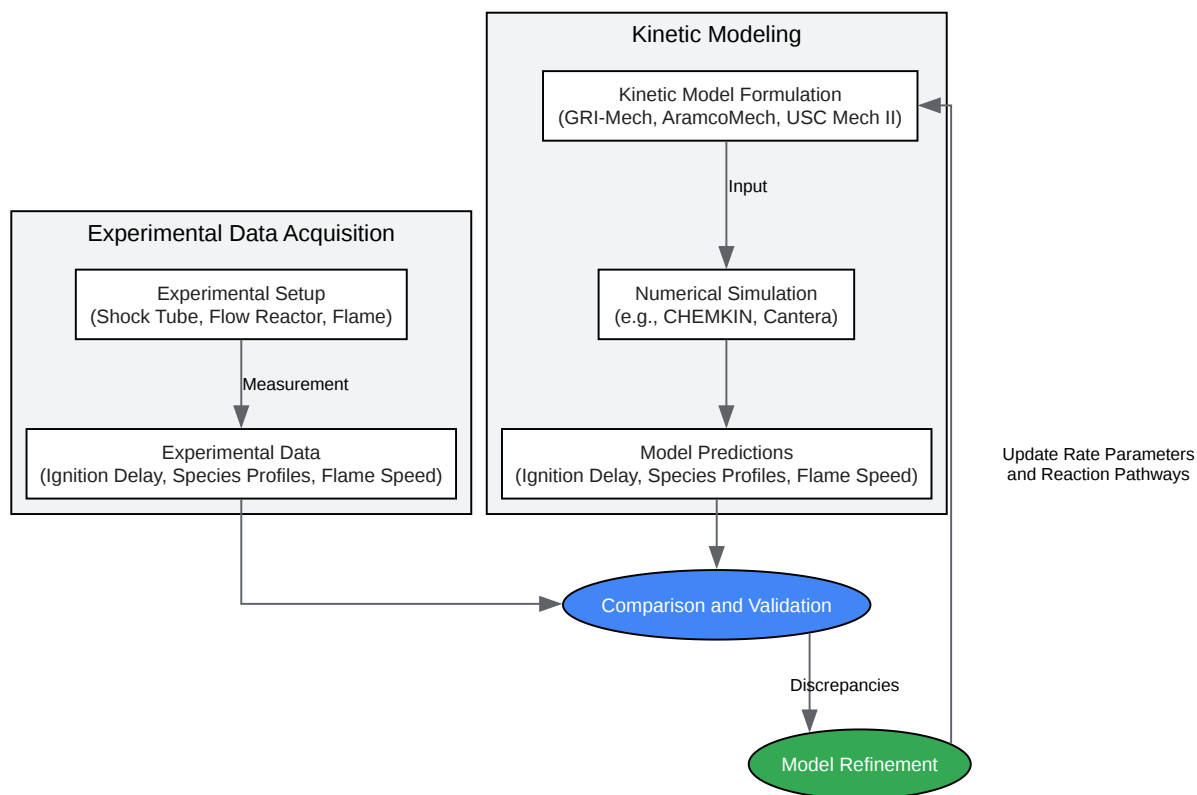 Kinetic Modeling
Kinetic Model Formulation
(GRI-Mech, AramcoMech, USC Mech II)
Input
Experimental Data Acquisition
Experimental Setup
(Shock Tube, Flow Reactor, Flame)
Numerical Simulation
(e.g., CHEMKIN, Cantera)
Measurement
Experimental Data
(Ignition Delay, Species Profiles, Flame Speed)
Model Predictions
(Ignition Delay, Species Profiles, Flame Speed)
Update Rate Parameters
and Reaction Pathways
Comparison and Validation
Discrepancies
Model Refinement